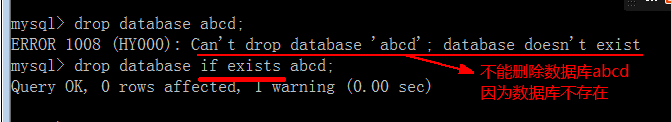 mysql> drop database abcd;
ERROR 1008 (HY000): Can't drop database 'abcd'; database doesn't exist
mysql> drop database if exists abcd;
不能删除数据库abcd
Query OK, 0 rows affected, 1 warning (0.00 sec)
因为数据库不存在